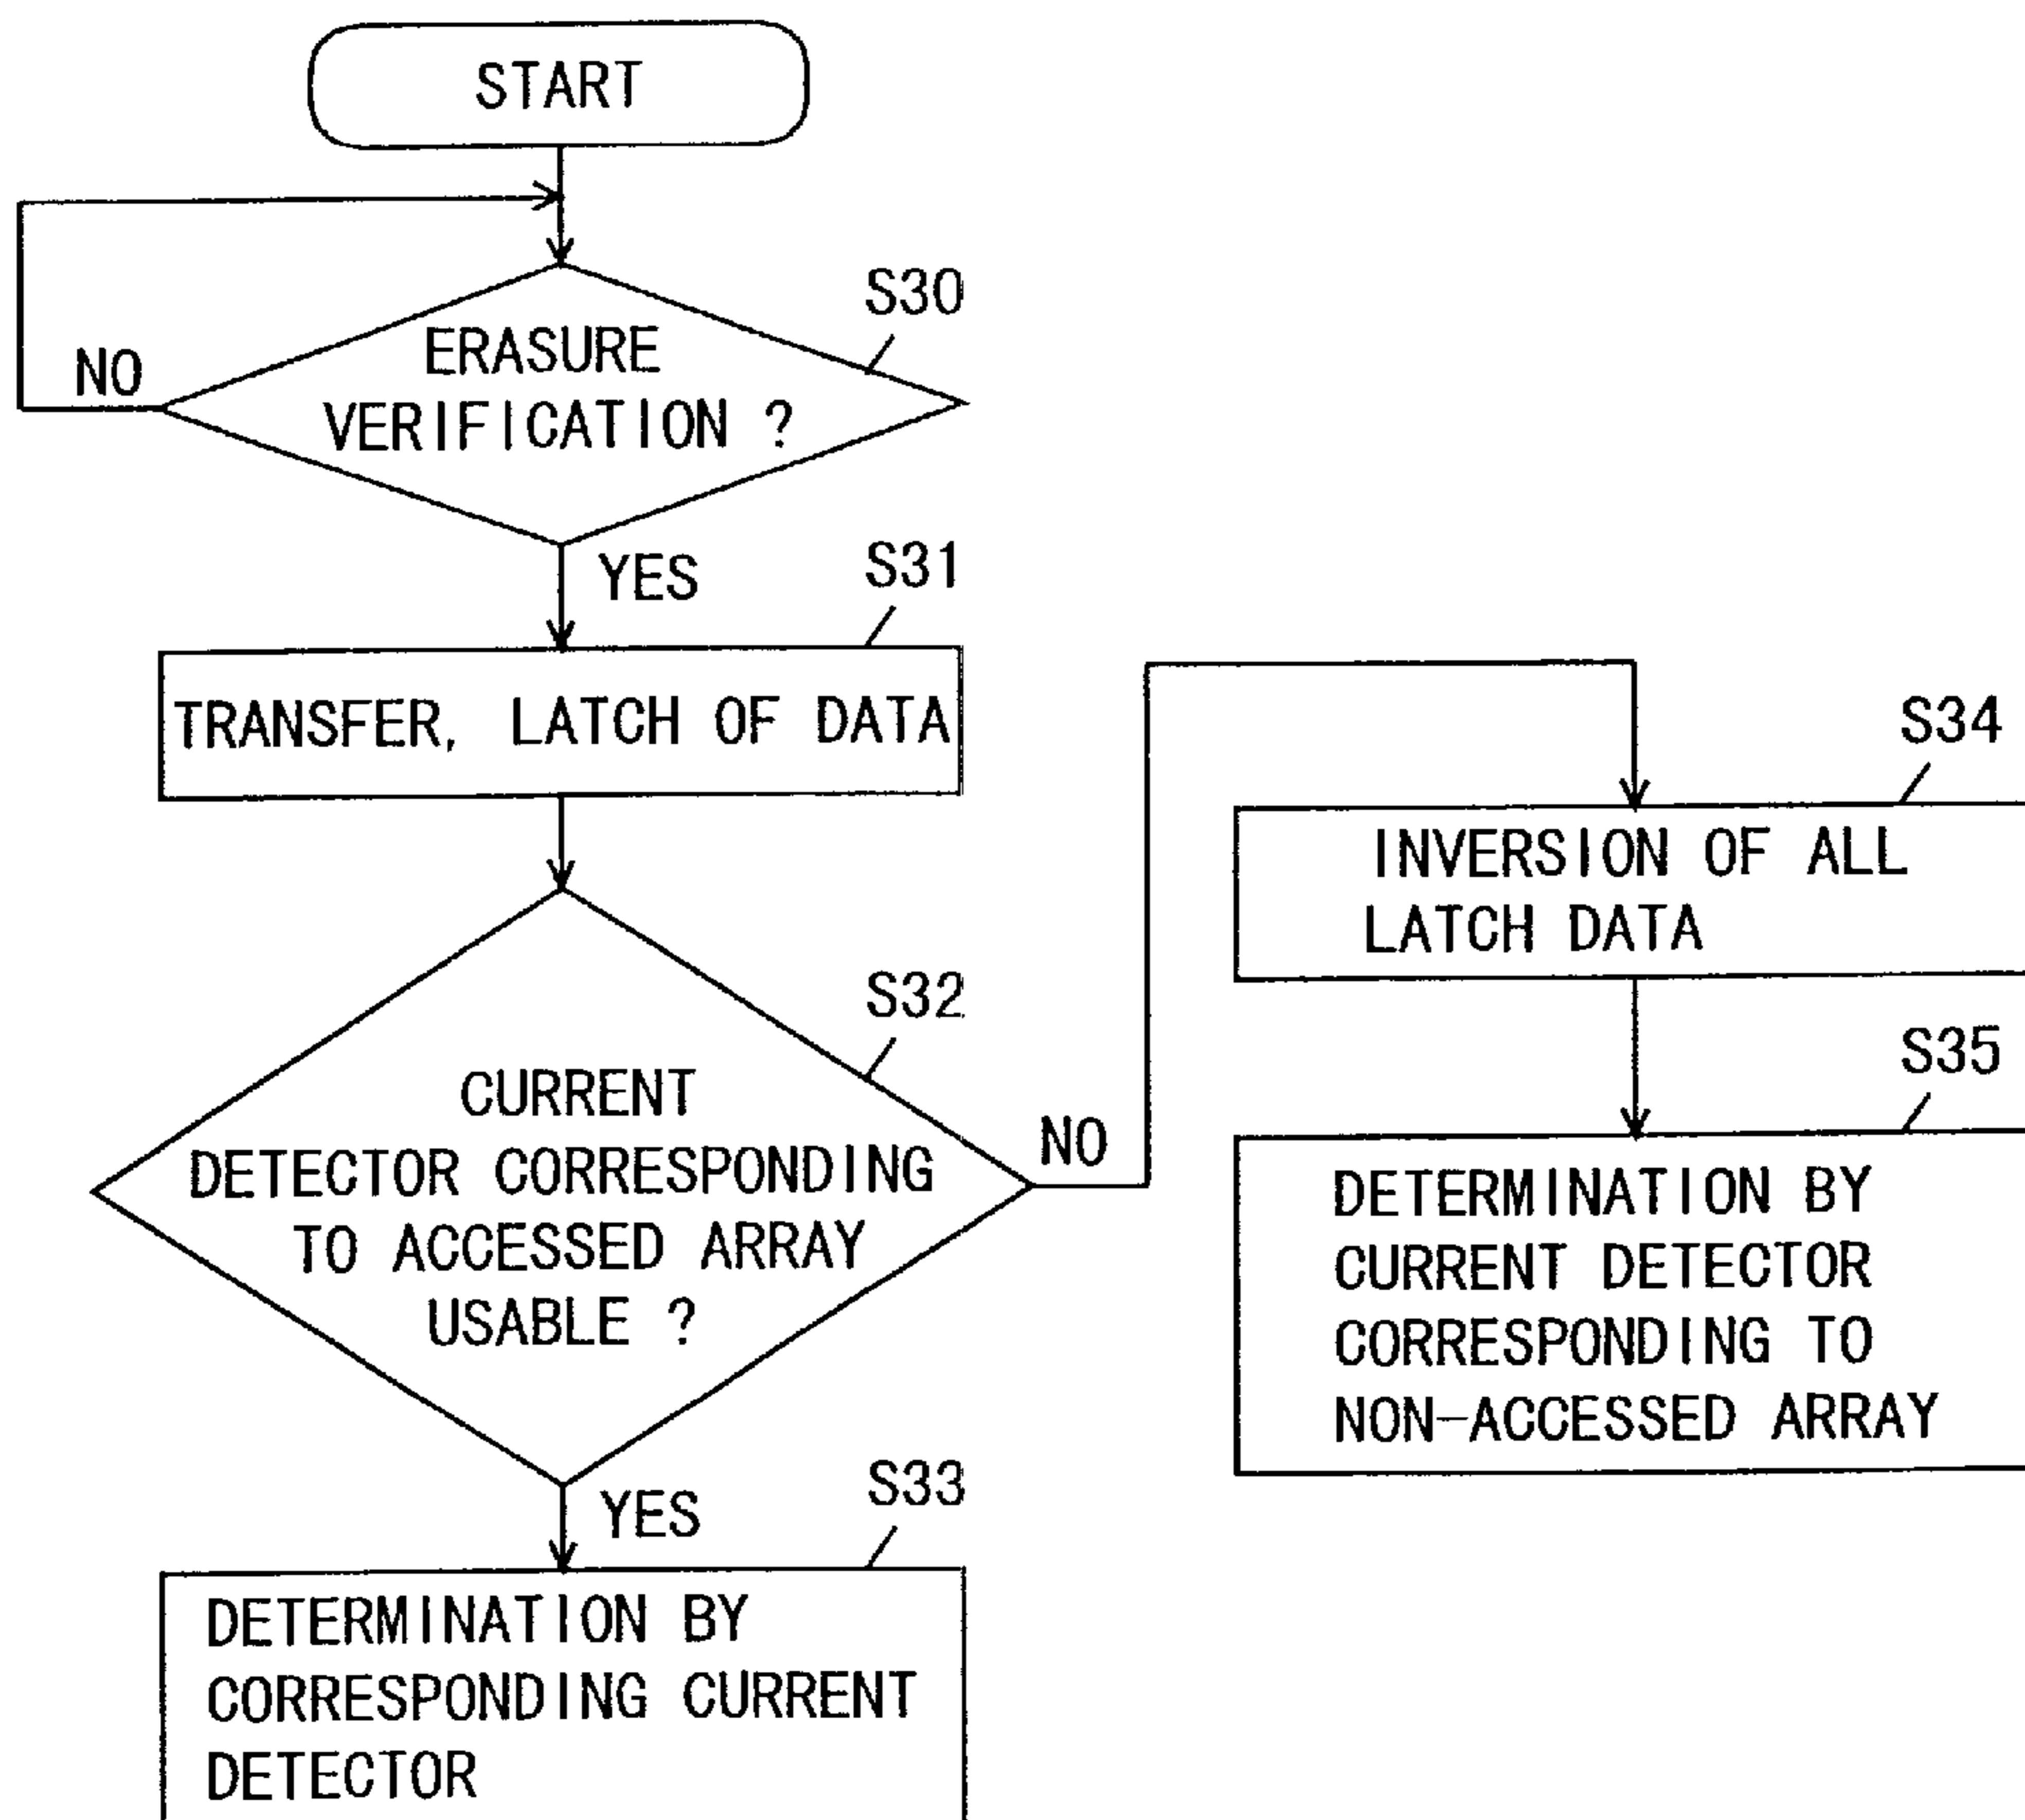 START
S30
ERASURE
VERIFICATION ?
NO
YES
S31
TRANSFER, LATCH OF DATA
S32
CURRENT
DETECTOR CORRESPONDING
TO ACCESSED ARRAY
USABLE ?
NO
YES
S33
DETERMINATION BY
CORRESPONDING CURRENT
DETECTOR
S34
INVERSION OF ALL
LATCH DATA
S35
DETERMINATION BY
CURRENT DETECTOR
CORRESPONDING TO
NON-ACCESSED ARRAY